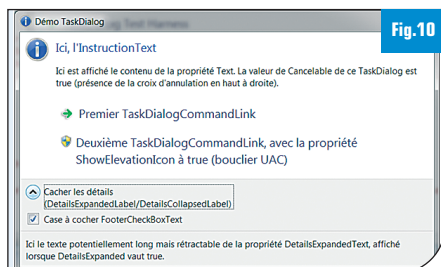 Démo TaskDialog
Fig.10
Ici, l'InstructionText
Ici est affiché le contenu de la propriété Text. La valeur de Cancelable de ce TaskDialog est
true (présence de la croix d'annulation en haut à droite).
Premier TaskDialogCommandLink
Deuxième TaskDialogCommandLink, avec la propriété
ShowElevationIcon à true (bouclier UAC)
Cacher les détails
(DetailsExpandedLabel/DetailsCollapsedLabel)
Case à cocher FooterCheckBoxText
Ici le texte potentiellement long mais rétractable de la propriété DetailsExpandedText, affiché
lorsque DetailsExpanded vaut true.